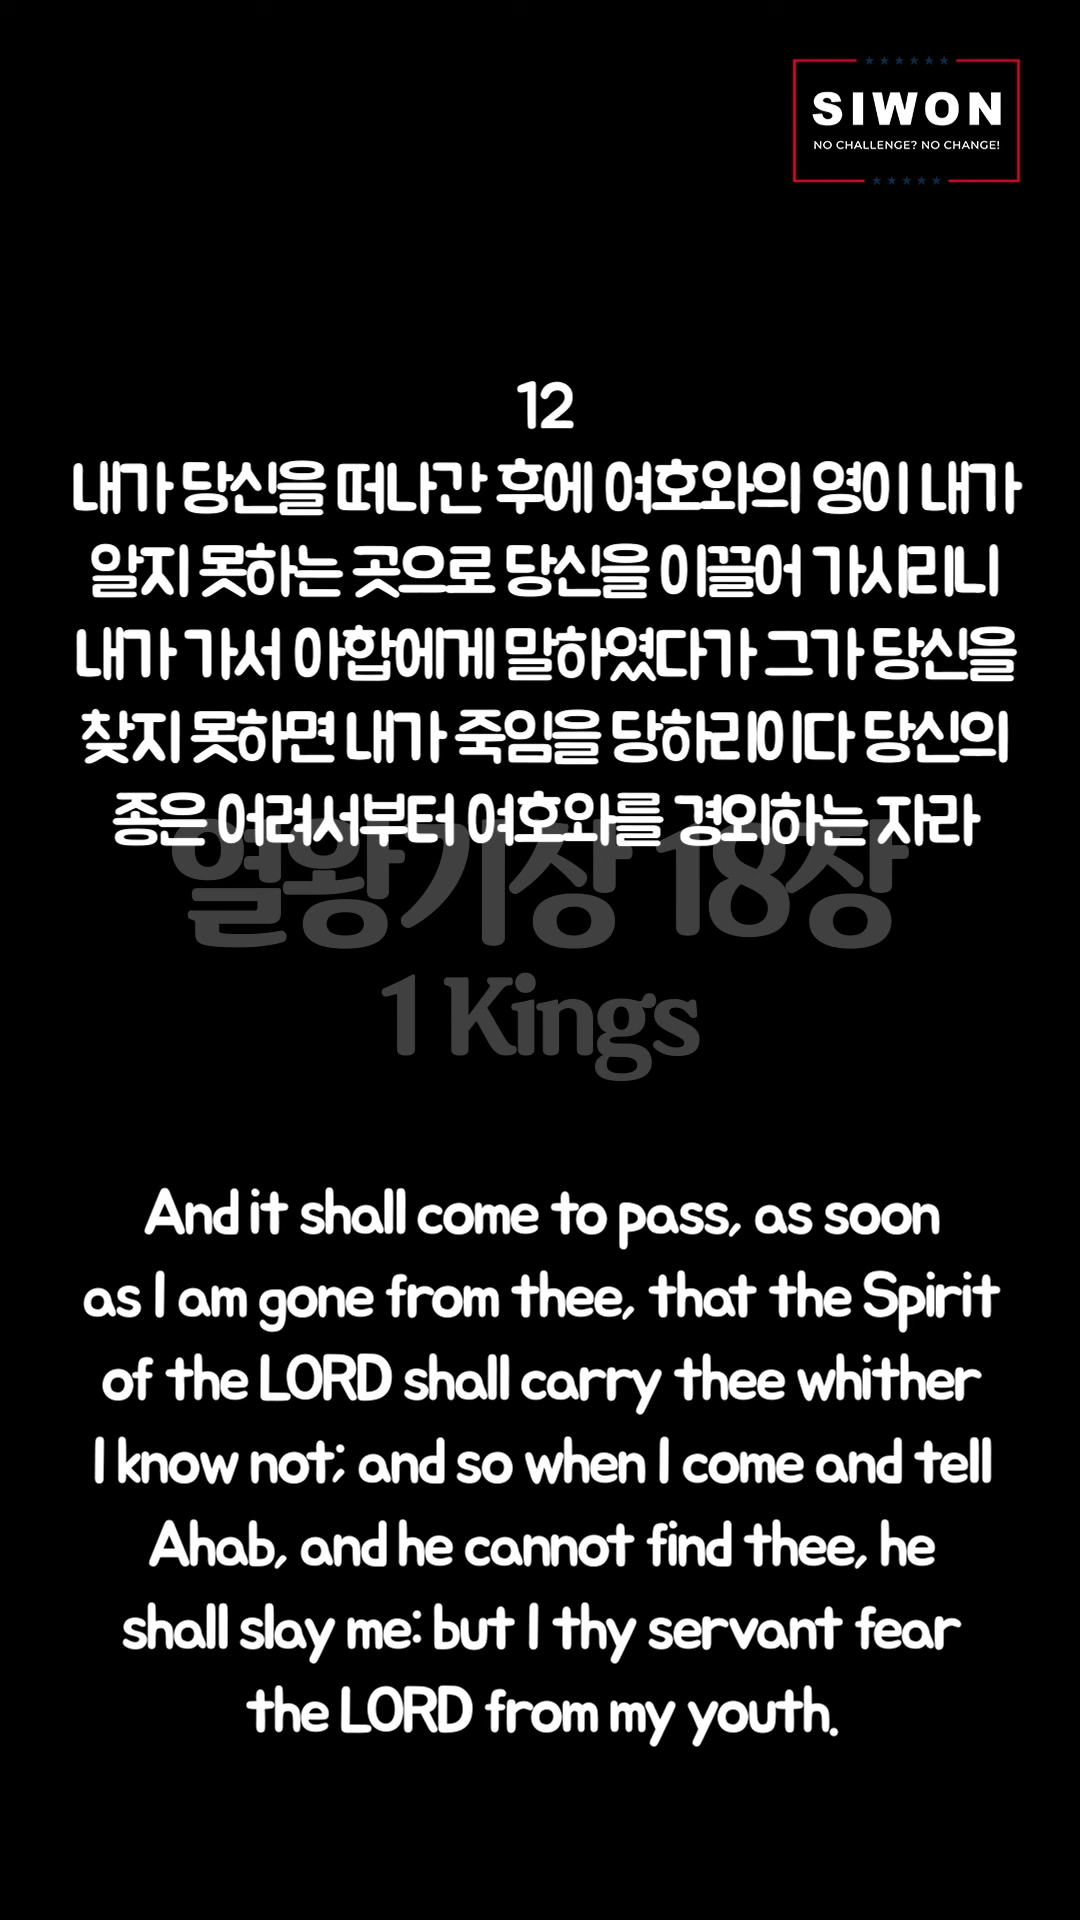 SIWON
NO CHALLENGE? NO CHANGE!
12
내가 당신을 떠나간 후에 여호와의 영이 내가
알지 못하는 곳으로 당신을 이끌어 가시리니
내가 가서 아합에게 말하였다가 그가 당신을
찾지 못하면 내가 죽임을 당하리이다 당신의
종은 어려서부터 여호와를 경외하는 자라
열왕기상 18장
1 Kings
And it shall come to pass, as soon
as I am gone from thee, that the Spirit
of the LORD shall carry thee whither
I know not; and so when I come and tell
Ahab, and he cannot find thee, he
shall slay me: but I thy servant fear
the LORD from my youth.